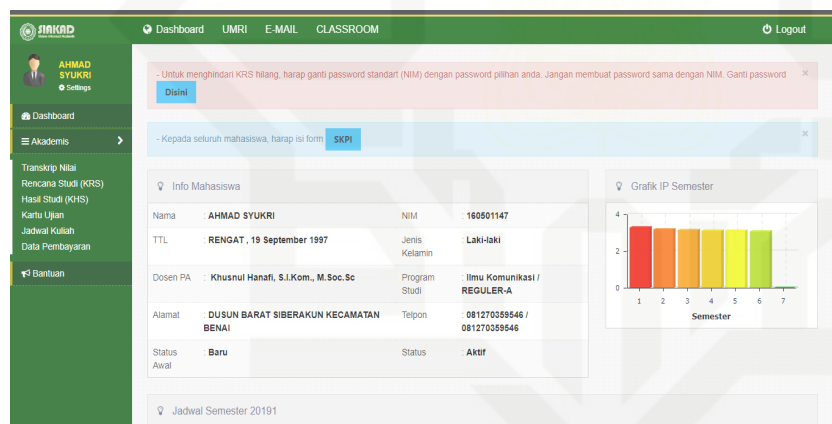 SIAKAD
Dashboard UMRI E-MAIL CLASSROOM Logout
AHMAD
SYUKRI
Settings
Dashboard
Akademis
Transkrip Nilai
Rencana Studi (KRS)
Hasil Studi (KHS)
Kartu Ujian
Jadwal Kuliah
Data Pembayaran
Bantuan
- Untuk menghindari KRS hilang, harap ganti password standart (NIM) dengan password pilihan anda. Jangan membuat password sama dengan NIM. Ganti password ×
Disini
- Kepada seluruh mahasiswa, harap isi form SKPI ×
Info Mahasiswa
Nama : AHMAD SYUKRI NIM : 160501147
TTL : RENGAT , 19 September 1997 Jenis : Laki-laki
Kelamin
Dosen PA : Khusnul Hanafi, S.I.Kom., M.Soc.Sc Program : Ilmu Komunikasi /
Studi REGULER-A
Alamat : DUSUN BARAT SIBERAKUN KECAMATAN Telpon : 081270359546 /
BENAI 081270359546
Status : Baru Status : Aktif
Awal
Grafik IP Semester
4
2
0
1 2 3 4 5 6 7
Semester
Jadwal Semester 20191